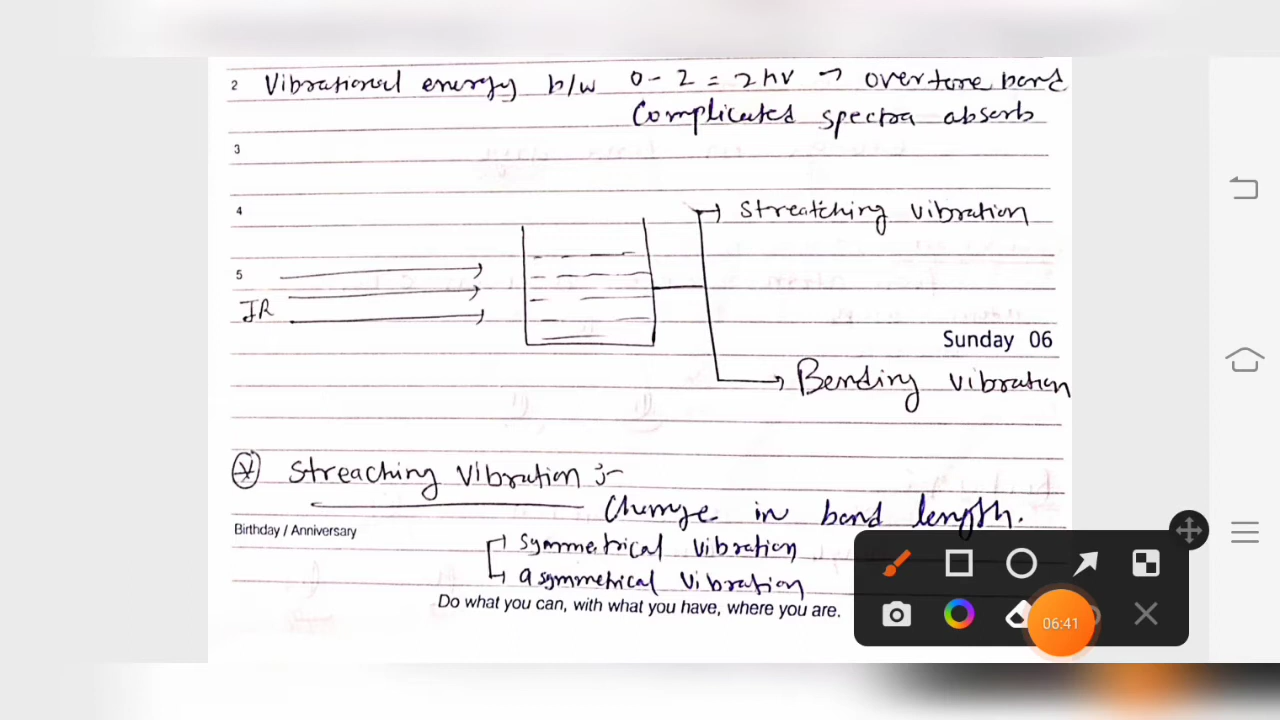 2 Vibrational energy b/w 0 - 2 = 2hν → overtone band
Complicated spectra absorb
3
4
→ Streatching vibration
5
IR
Sunday 06
→ Bending vibration
Streaching Vibration :-
Change in bond length.
Birthday / Anniversary
→ Symmetrical vibration
→ asymmetrical vibration
Do what you can, with what you have, where you are.
06:41